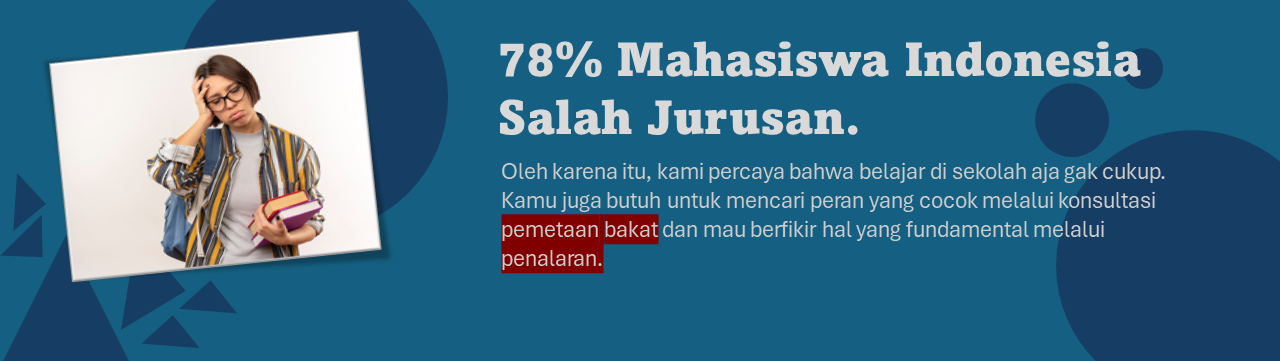 78% Mahasiswa Indonesia
Salah Jurusan.
Oleh karena itu, kami percaya bahwa belajar di sekolah aja gak cukup.
Kamu juga butuh untuk mencari peran yang cocok melalui konsultasi
pemetaan bakat dan mau berfikir hal yang fundamental melalui
penalaran.